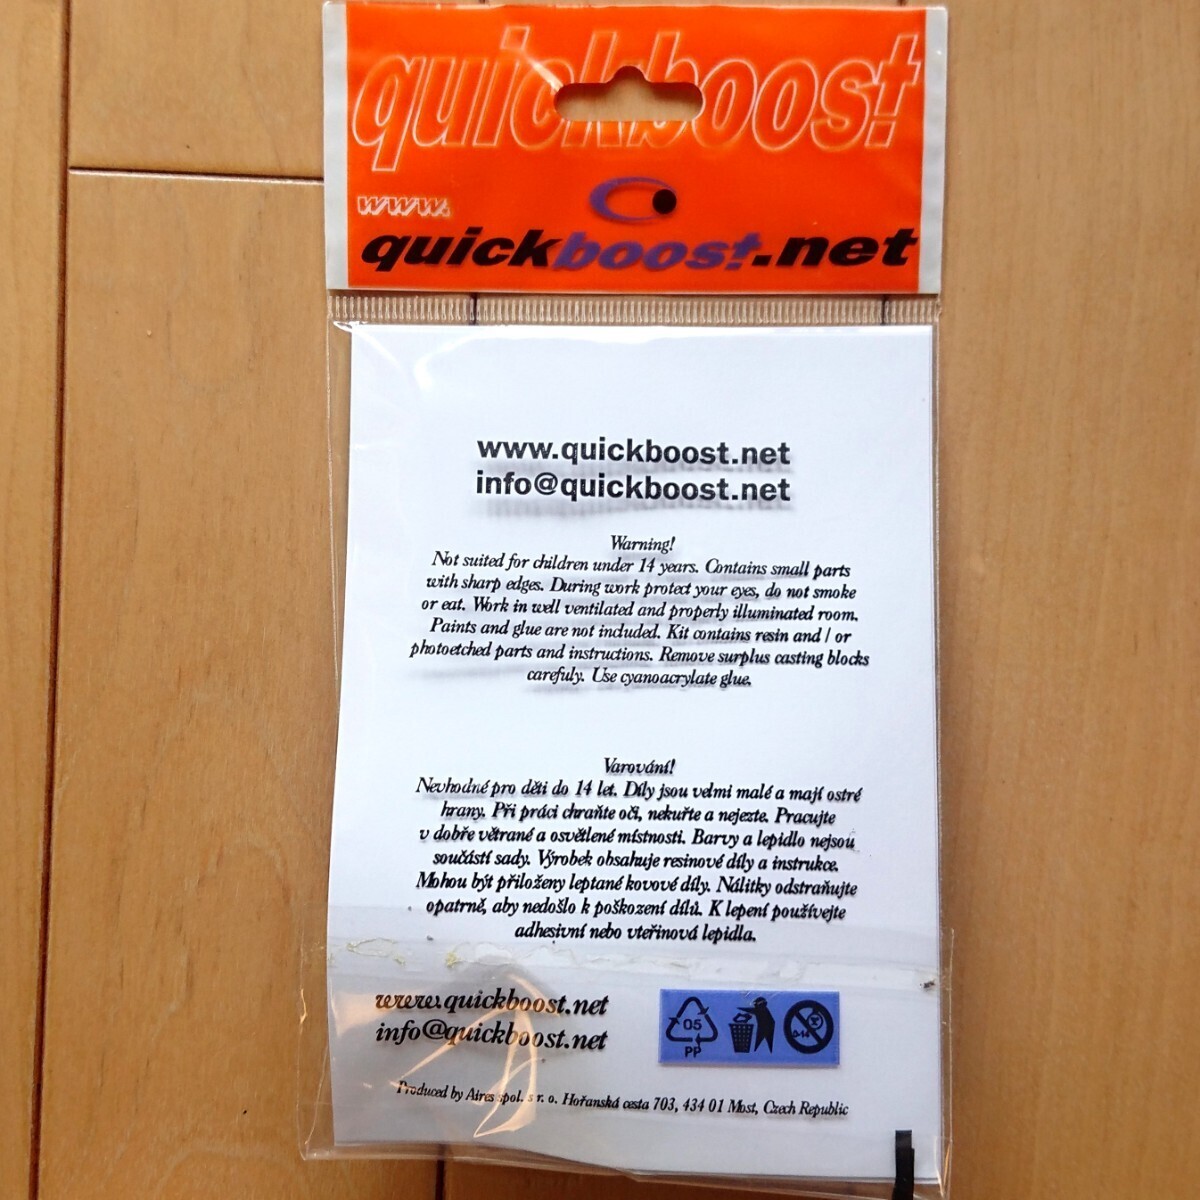 quickboost
www.
quickboost.net
www.quickboost.net
info@quickboost.net
Warning!
Not suited for children under 14 years. Contains small parts
with sharp edges. During work protect your eyes, do not smoke
or eat. Work in well ventilated and properly illuminated room.
Paints and glue are not included. Kit contains resin and / or
photoetched parts and instructions. Remove surplus casting blocks
carefuly. Use cyanoacrylate glue.
Varování!
Nevhodné pro děti do 14 let. Díly jsou velmi malé a mají ostré
hrany. Při práci chraňte oči, nekuřte a nejezte. Pracujte
v dobře větrané a osvětlené místnosti. Barvy a lepidlo nejsou
součástí sady. Výrobek obsahuje resinové díly a instrukce.
Mohou být přiloženy leptané kovové díly. Nálitky odstraňujte
opatrně, aby nedošlo k poškození dílů. K lepení používejte
adhesivní nebo vteřinová lepidla.
www.quickboost.net
info@quickboost.net
05
PP
0-14
Produced by Aires spol. s r. o. Hořanská cesta 703, 434 01 Most, Czech Republic